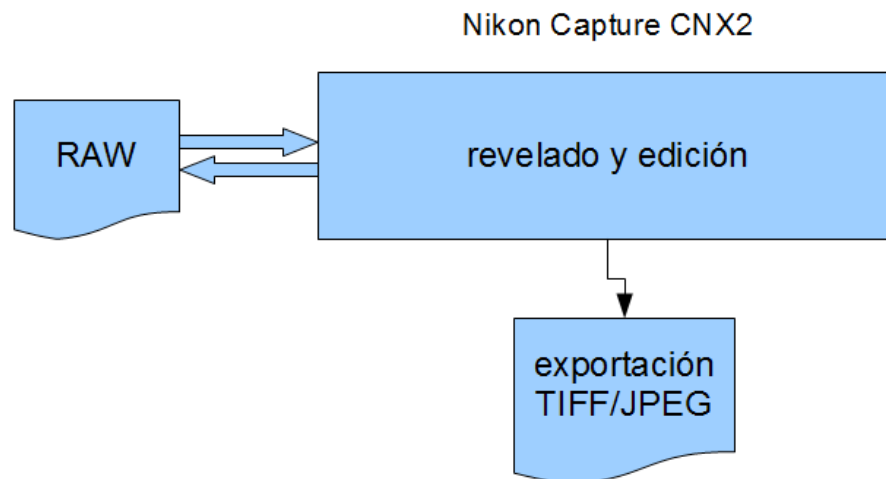 Nikon Capture CNX2
RAW
revelado y edición
exportación
TIFF/JPEG